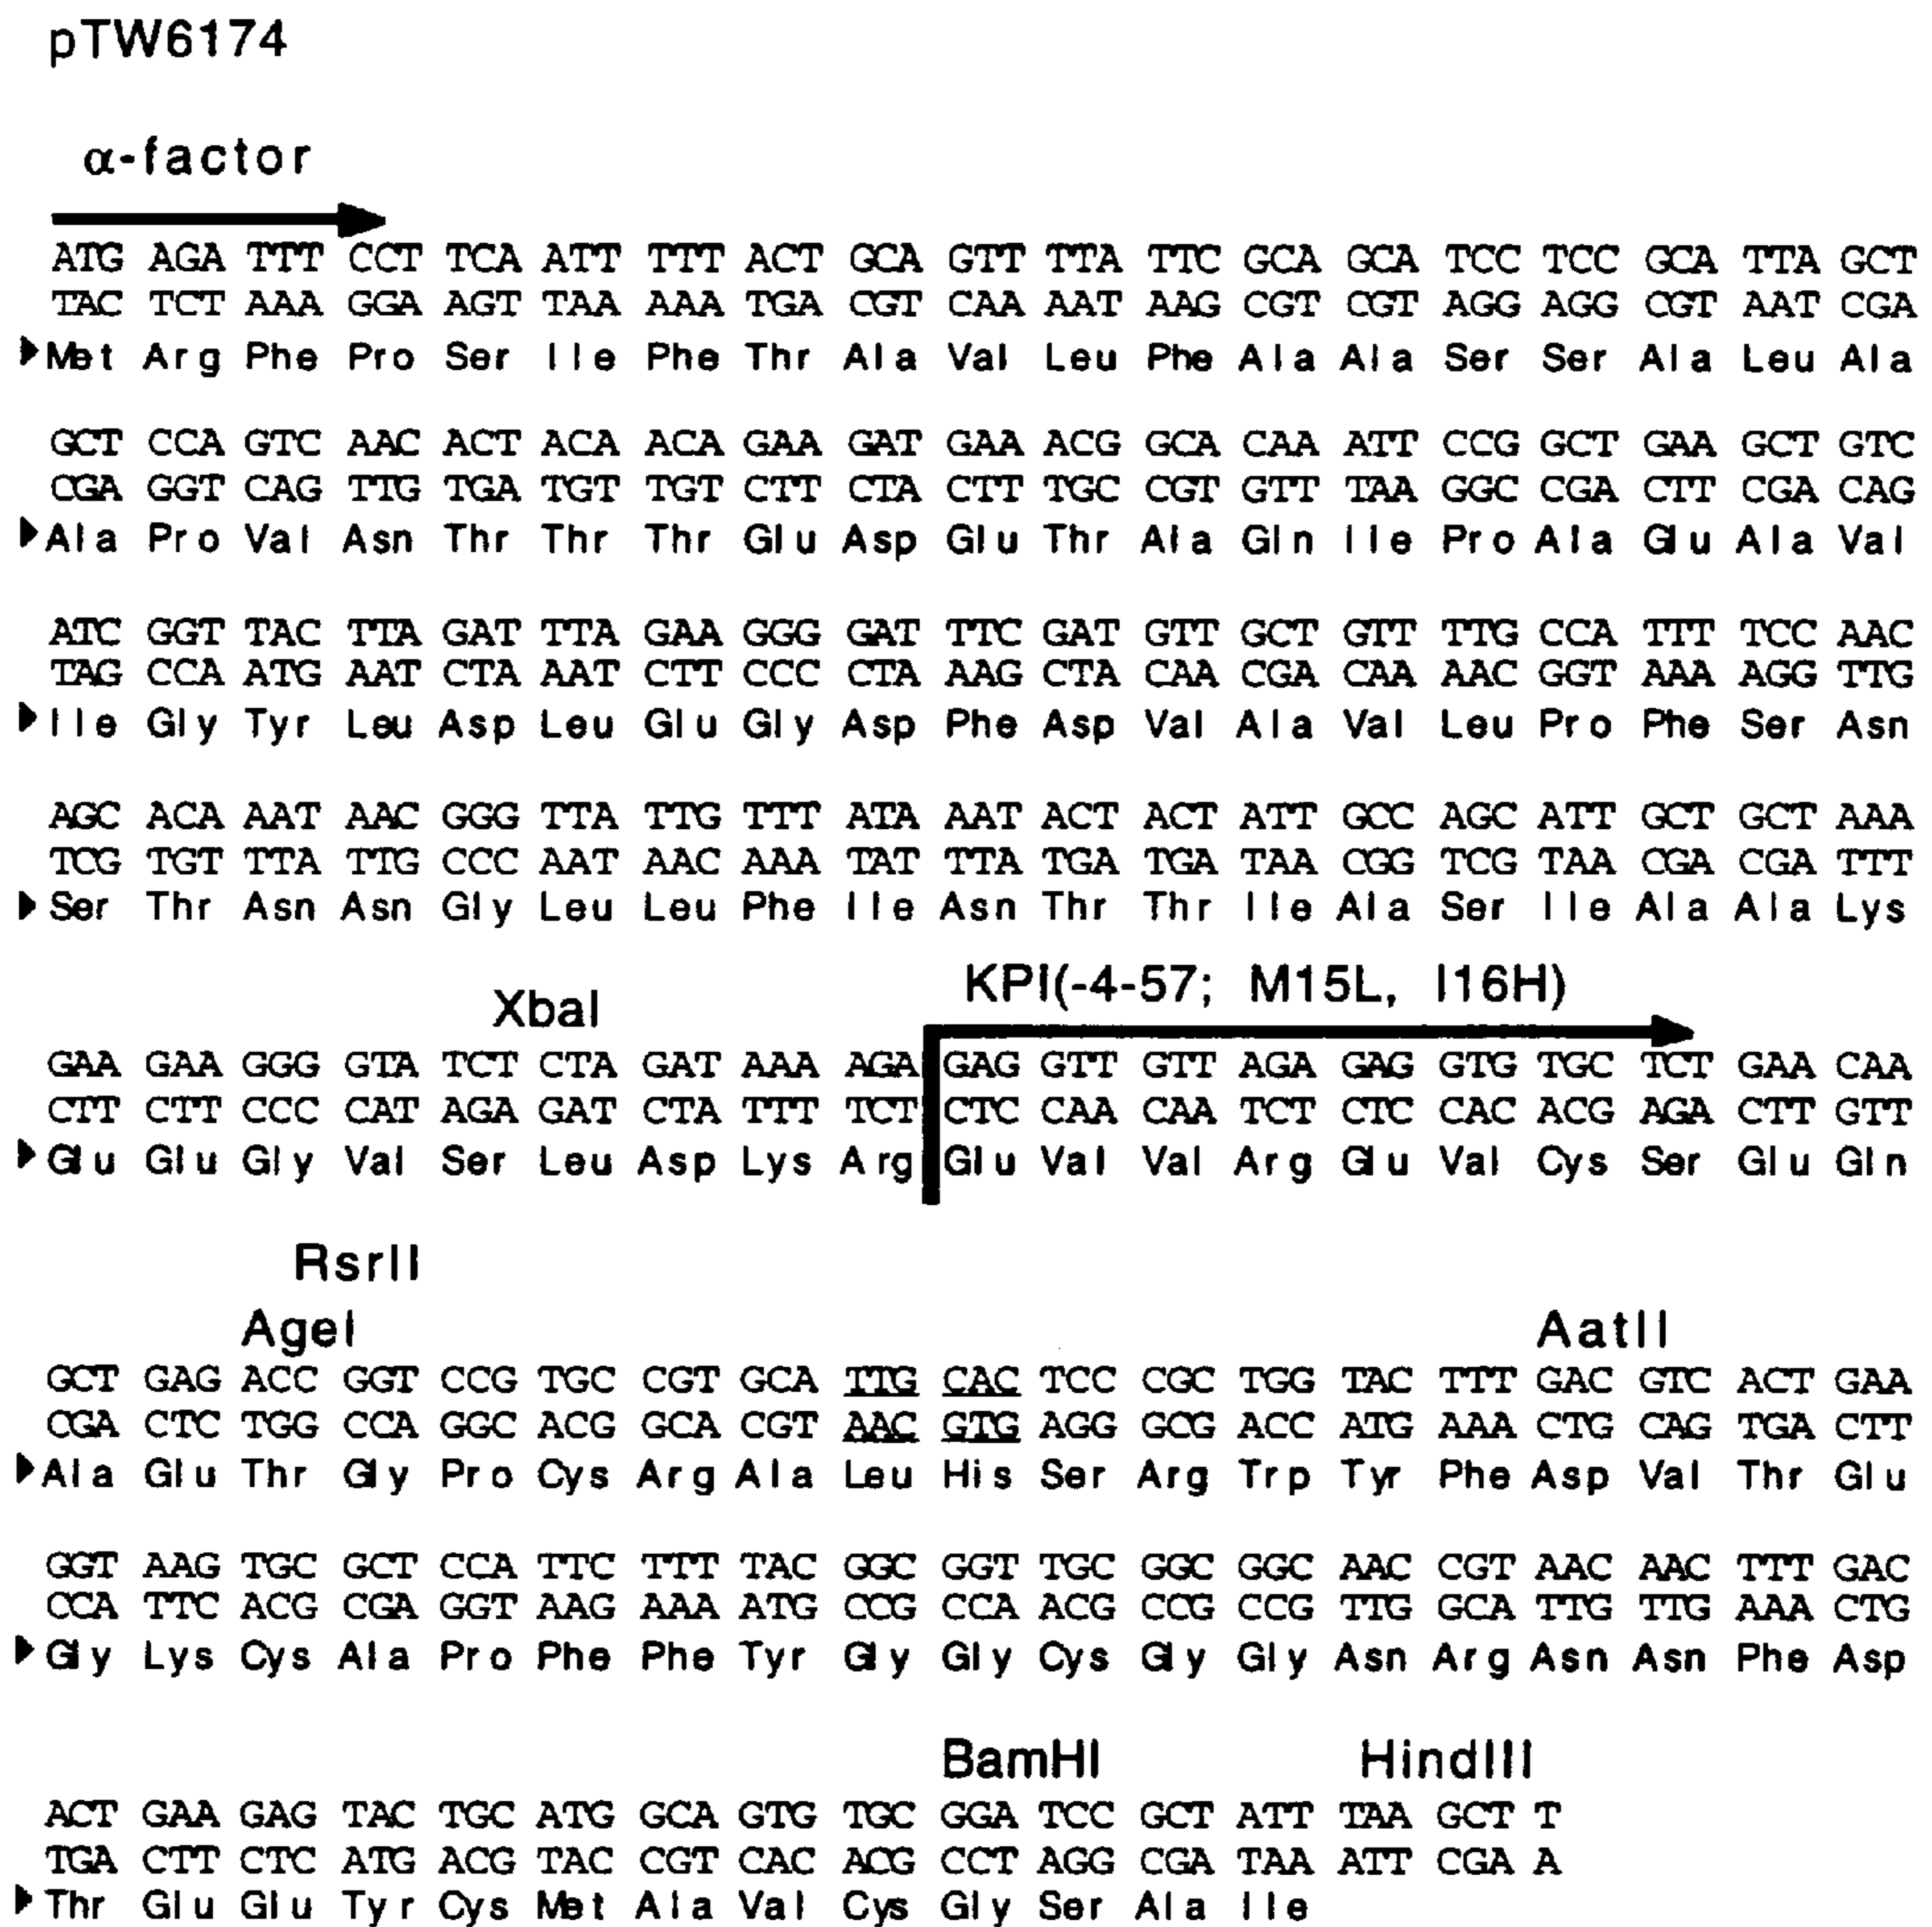 pTW6174
α-factor
ATG AGA TTT CCT TCA ATT TTT ACT GCA GTT TTA TTC GCA GCA TCC TCC GCA TTA GCT
TAC TCT AAA GGA AGT TAA AAA TGA CGT CAA AAT AAG CGT CGT AGG AGG CGT AAT CGA
Met Arg Phe Pro Ser Ile Phe Thr Ala Val Leu Phe Ala Ala Ser Ser Ala Leu Ala
GCT CCA GTC AAC ACT ACA ACA GAA GAT GAA ACG GCA CAA ATT CCG GCT GAA GCT GTC
CGA GGT CAG TTG TGA TGT TGT CTT CTA CTT TGC CGT GTT TAA GGC CGA CTT CGA CAG
Ala Pro Val Asn Thr Thr Thr Glu Asp Glu Thr Ala Gln Ile Pro Ala Glu Ala Val
ATC GGT TAC TTA GAT TTA GAA GGG GAT TTC GAT GTT GCT GTT TTG CCA TTT TCC AAC
TAG CCA ATG AAT CTA AAT CTT CCC CTA AAG CTA CAA CGA CAA AAC GGT AAA AGG TTG
Ile Gly Tyr Leu Asp Leu Glu Gly Asp Phe Asp Val Ala Val Leu Pro Phe Ser Asn
AGC ACA AAT AAC GGG TTA TTG TTT ATA AAT ACT ACT ATT GCC AGC ATT GCT GCT AAA
TCG TGT TTA TTG CCC AAT AAC AAA TAT TTA TGA TGA TAA CGG TCG TAA CGA CGA TTT
Ser Thr Asn Asn Gly Leu Leu Phe Ile Asn Thr Thr Ile Ala Ser Ile Ala Ala Lys
KPI(-4-57; M15L, I16H)
XbaI
GAA GAA GGG GTA TCT CTA GAT AAA AGA GAG GTT GTT AGA GAG GTG TGC TCT GAA CAA
CTT CTT CCC CAT AGA GAT CTA TTT TCT CTC CAA CAA TCT CTC CAC ACG AGA CTT GTT
Glu Glu Gly Val Ser Leu Asp Lys Arg Glu Val Val Arg Glu Val Cys Ser Glu Gln
RsrII
AgeI AatII
GCT GAG ACC GGT CCG TGC CGT GCA TTG CAC TCC CGC TGG TAC TTT GAC GTC ACT GAA
CGA CTC TGG CCA GGC ACG GCA CGT AAC GTG AGG GCG ACC ATG AAA CTG CAG TGA CTT
Ala Glu Thr Gly Pro Cys Arg Ala Leu His Ser Arg Trp Tyr Phe Asp Val Thr Glu
GGT AAG TGC GCT CCA TTC TTT TAC GGC GGT TGC GGC GGC AAC CGT AAC AAC TTT GAC
CCA TTC ACG CGA GGT AAG AAA ATG CCG CCA ACG CCG CCG TTG GCA TTG TTG AAA CTG
Gly Lys Cys Ala Pro Phe Phe Tyr Gly Gly Cys Gly Gly Asn Arg Asn Asn Phe Asp
BamHI HindIII
ACT GAA GAG TAC TGC ATG GCA GTG TGC GGA TCC GCT ATT TAA GCT T
TGA CTT CTC ATG ACG TAC CGT CAC ACG CCT AGG CGA TAA ATT CGA A
Thr Glu Glu Tyr Cys Met Ala Val Cys Gly Ser Ala Ile